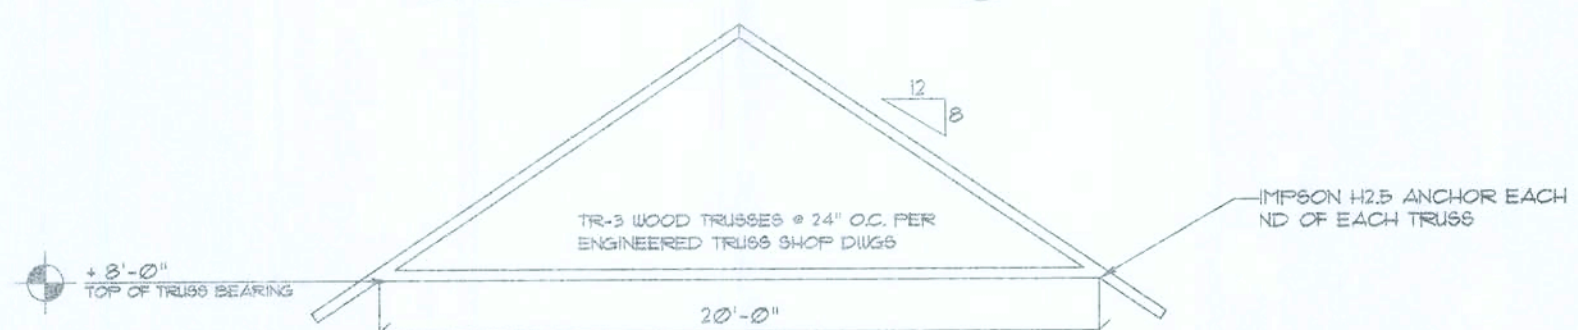 12
8
IMPSON H2.5 ANCHOR EACH
ND OF EACH TRUSS
TR-3 WOOD TRUSSES @ 24" O.C. PER
ENGINEERED TRUSS SHOP DWGS
+ 8'-0"
TOP OF TRUSS BEARING
20'-0"